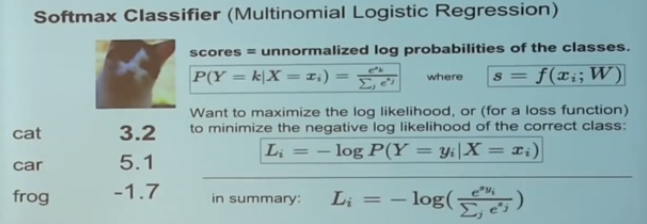 Softmax Classifier (Multinomial Logistic Regression)
scores = unnormalized log probabilities of the classes.
P(Y = k|X = x_i) = \frac{e^{s_k}}{\sum_j e^{s_j}} where s = f(x_i; W)
Want to maximize the log likelihood, or (for a loss function)
to minimize the negative log likelihood of the correct class:
cat 3.2
car 5.1
frog -1.7
L_i = − log P(Y = y_i|X = x_i)
in summary: L_i = − log(\frac{e^{s_{y_i}}}{\sum_j e^{s_j}})